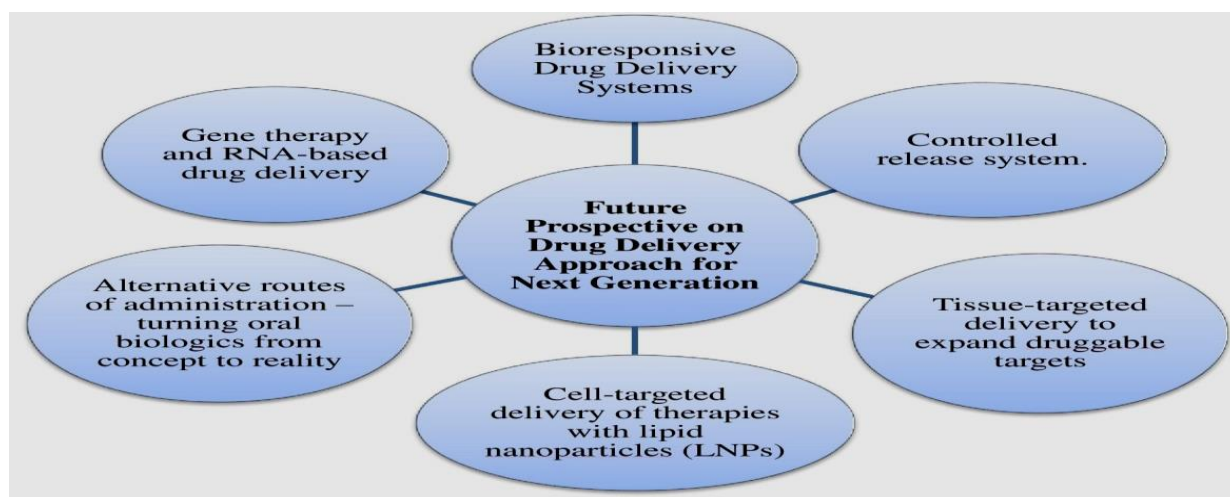 Bioresponsive
Drug Delivery
Systems
Gene therapy
and RNA-based
drug delivery
Controlled
release system.
Future
Prospective on
Drug Delivery
Approach for
Next Generation
Alternative routes
of administration –
turning oral
biologics from
concept to reality
Tissue-targeted
delivery to
expand druggable
targets
Cell-targeted
delivery of therapies
with lipid
nanoparticles (LNPs)